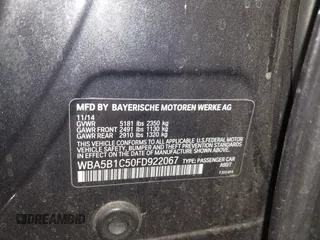 MFD BY BAYERISCHE MOTOREN WERKE AG
11/14
GVWR 5181 lbs 2350 kg
GAWR FRONT 2491 lbs 1130 kg
GAWR REAR 2910 lbs 1320 kg
THIS VEHICLE CONFORMS TO ALL APPLICABLE U.S. FEDERAL MOTOR VEHICLE
SAFETY, BUMPER AND THEFT PREVENTION STANDARDS IN
EFFECT ON THE DATE OF MANUFACTURE SHOWN ABOVE.
WBA5B1C50FD922067 TYPE: PASSENGER CAR
DREAMBID